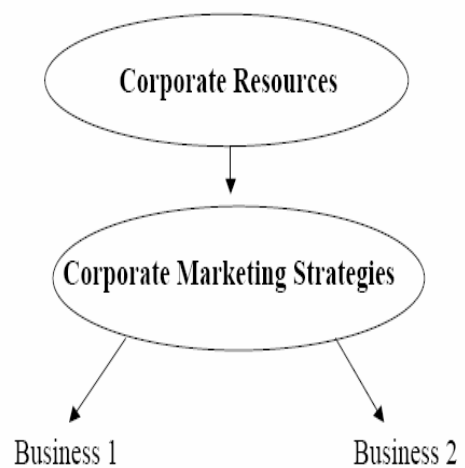 Corporate Resources
Corporate Marketing Strategies
Business 1
Business 2